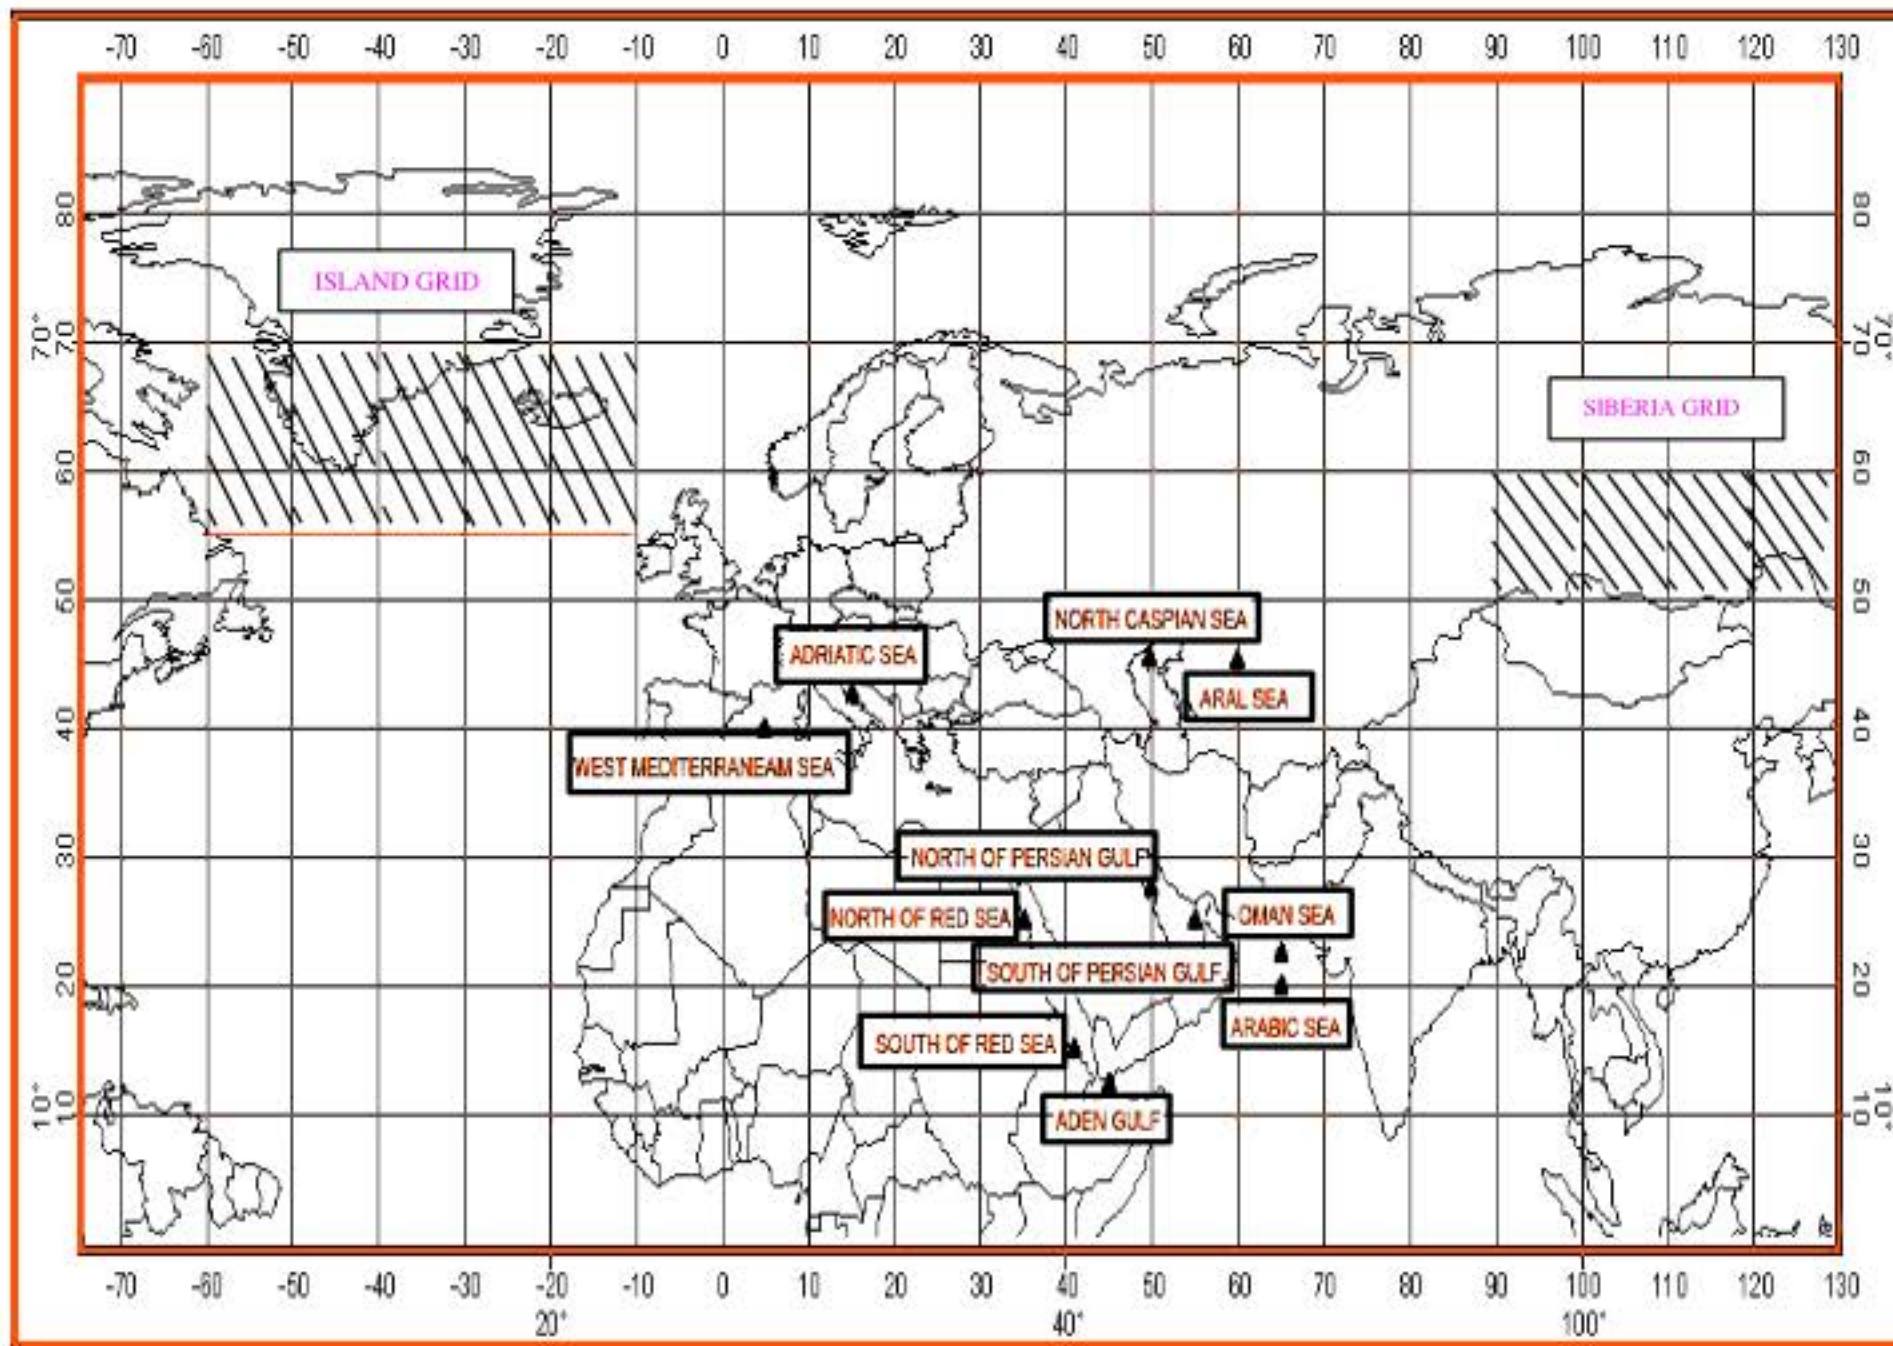 -70 -60 -50 -40 -30 -20 -10 0 10 20 30 40 50 60 70 80 90 100 110 120 130
80 80
ISLAND GRID
70° 70 70 70°
SIBERIA GRID
60 60
50 50
NORTH CASPIAN SEA
ADRIATIC SEA
ARAL SEA
40 40
WEST MEDITERRANEAM SEA
30 30
NORTH OF PERSIAN GULF
NORTH OF RED SEA
OMAN SEA
SOUTH OF PERSIAN GULF
20 20
ARABIC SEA
SOUTH OF RED SEA
10° 10 10 10°
ADEN GULF
-70 -60 -50 -40 -30 -20 -10 0 10 20 30 40 50 60 70 80 90 100 110 120 130
20° 40° 100°